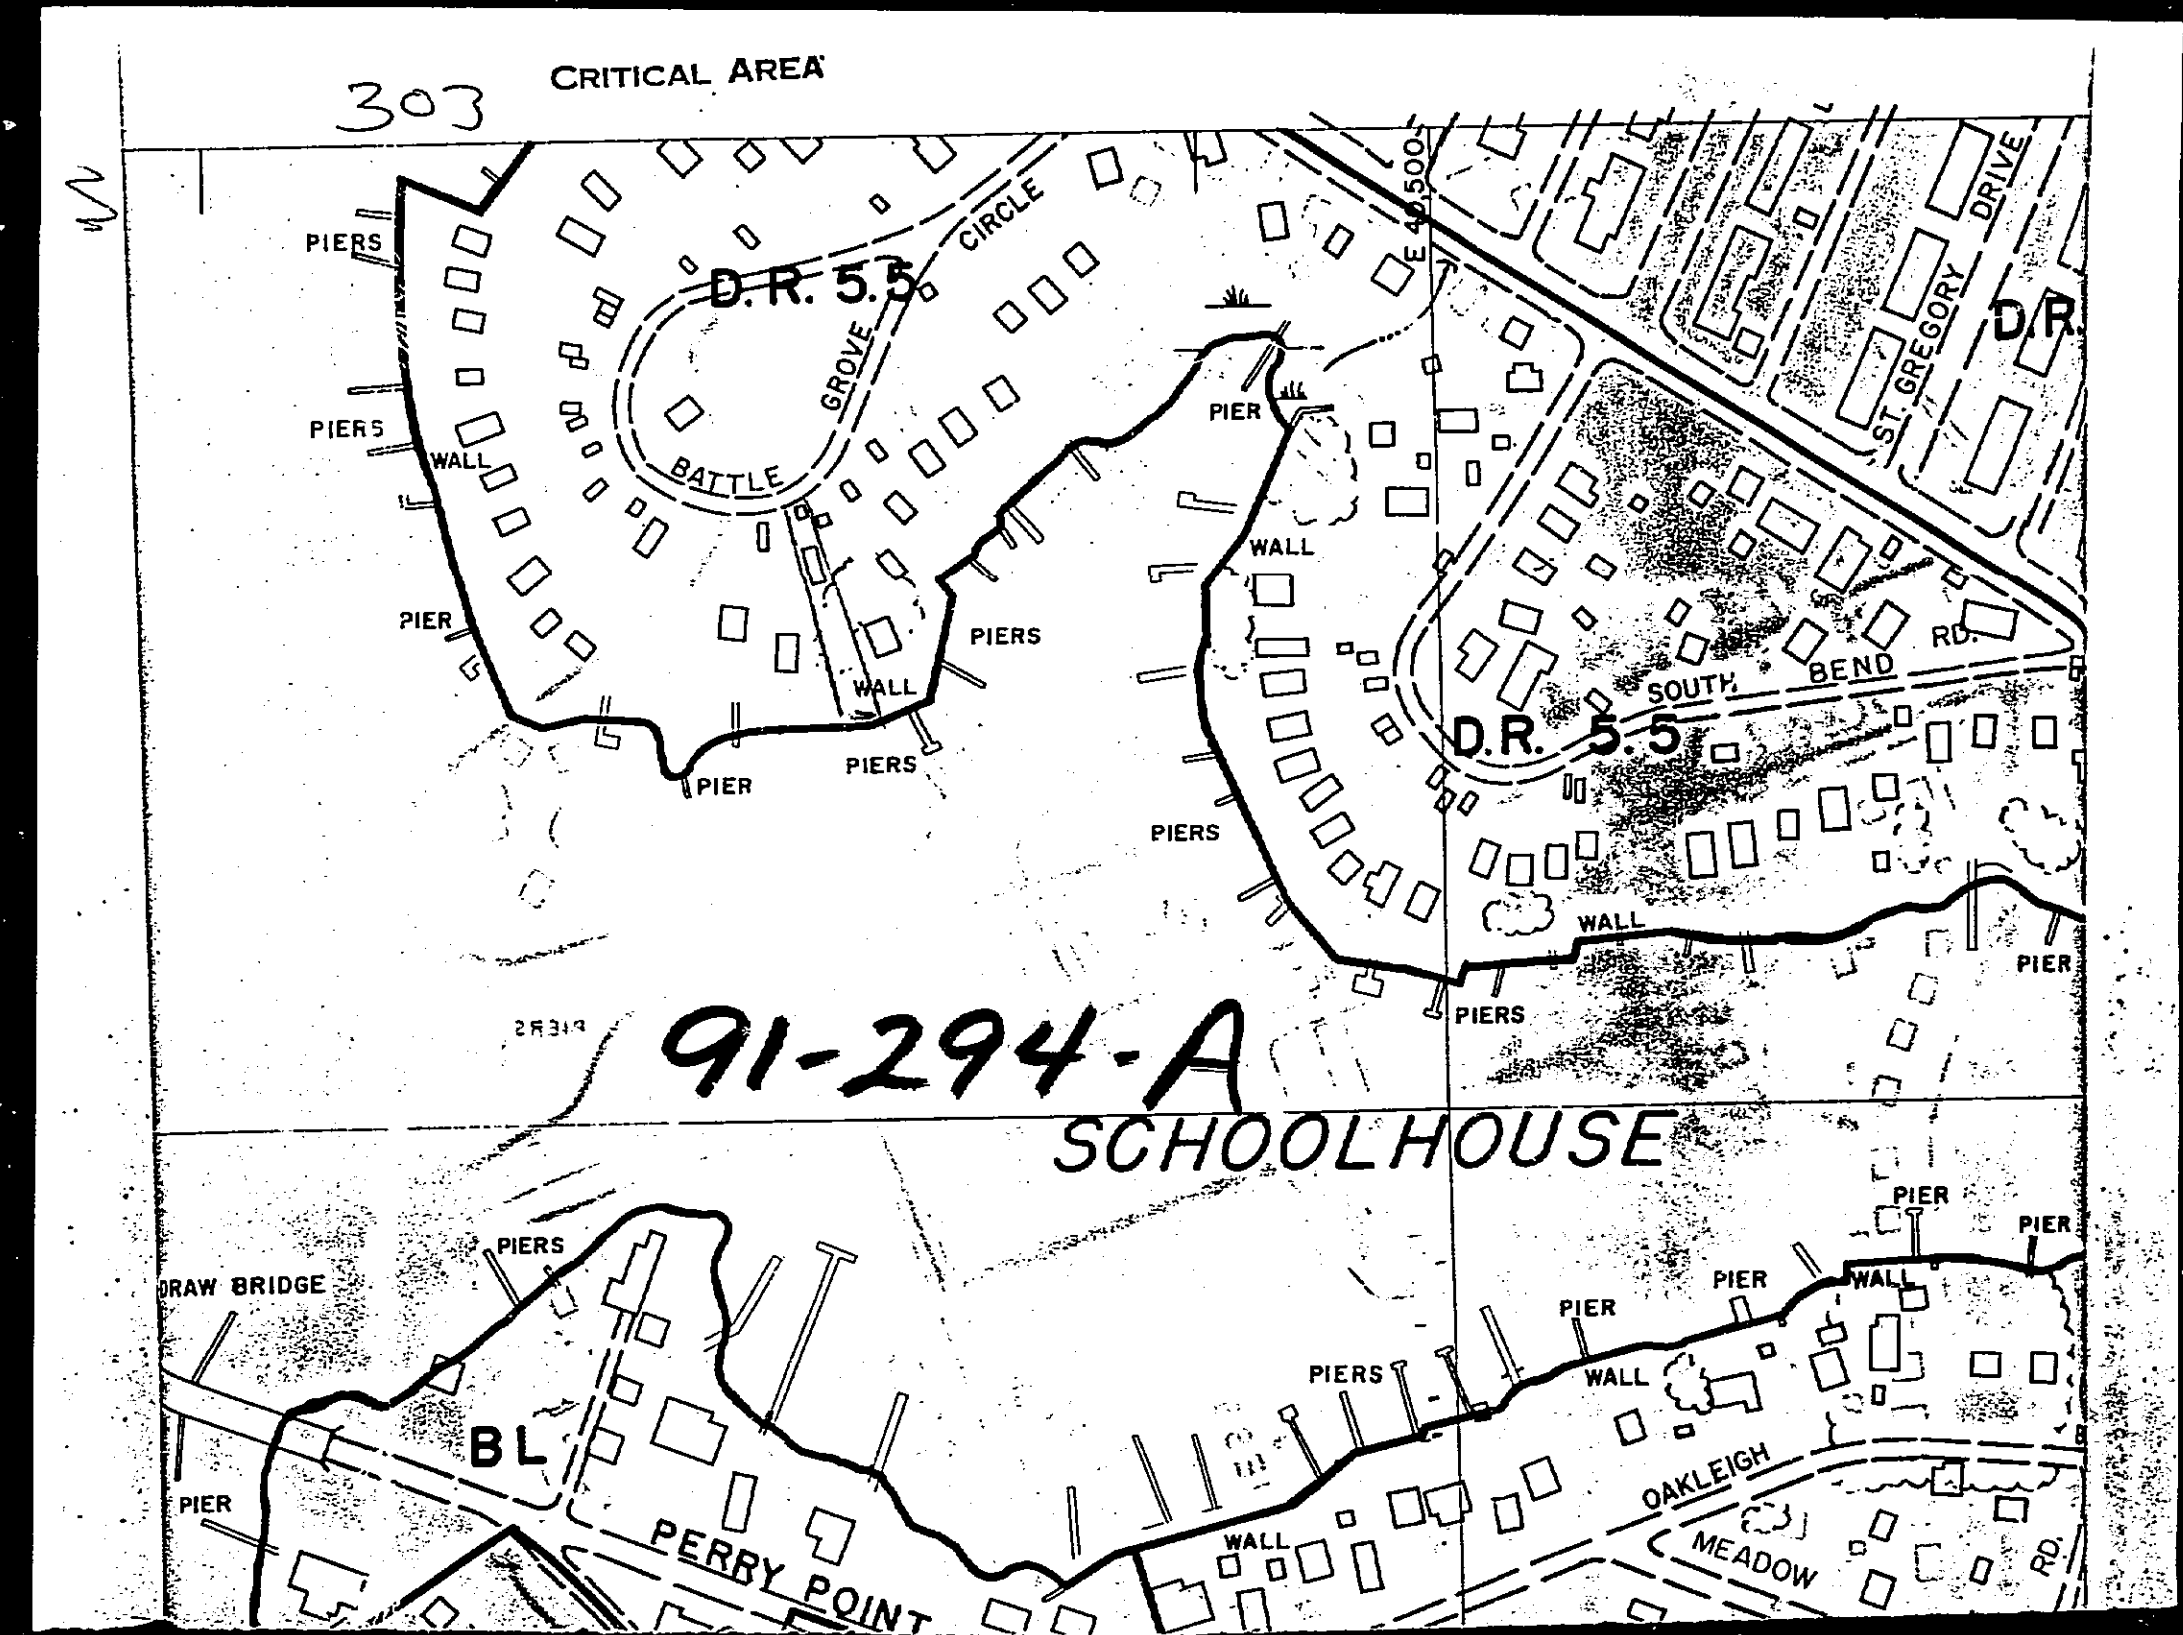 CRITICAL AREA
303
E 40,500
DRIVE
PIERS
CIRCLE
D.R. 5.5
ST. GREGORY
D.R.
GROVE
PIER
PIERS
WALL
BATTLE
WALL
PIER
PIERS
RD.
BEND
SOUTH
WALL
D.R. 5.5
PIERS
PIER
PIERS
WALL
PIER
PIERS
91-294-A
SCHOOLHOUSE
PIER
PIER
PIERS
DRAW BRIDGE
PIER
WALL
PIER
PIERS
WALL
BL
OAKLEIGH
PIER
WALL
PERRY POINT
MEADOW
RD.